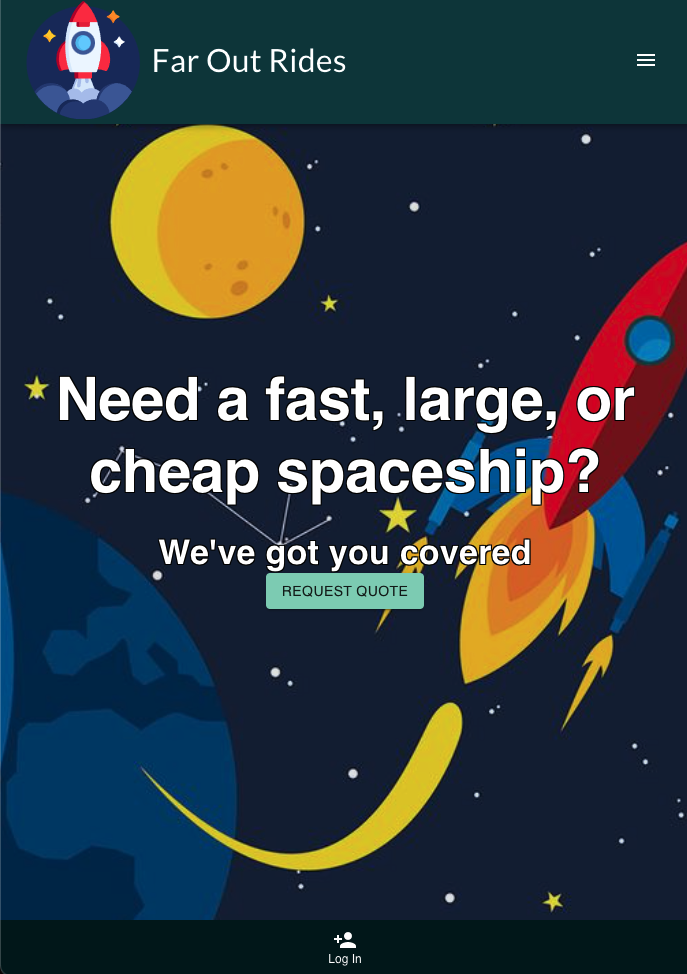 Far Out Rides
Need a fast, large, or
cheap spaceship?
We've got you covered
REQUEST QUOTE
Log In